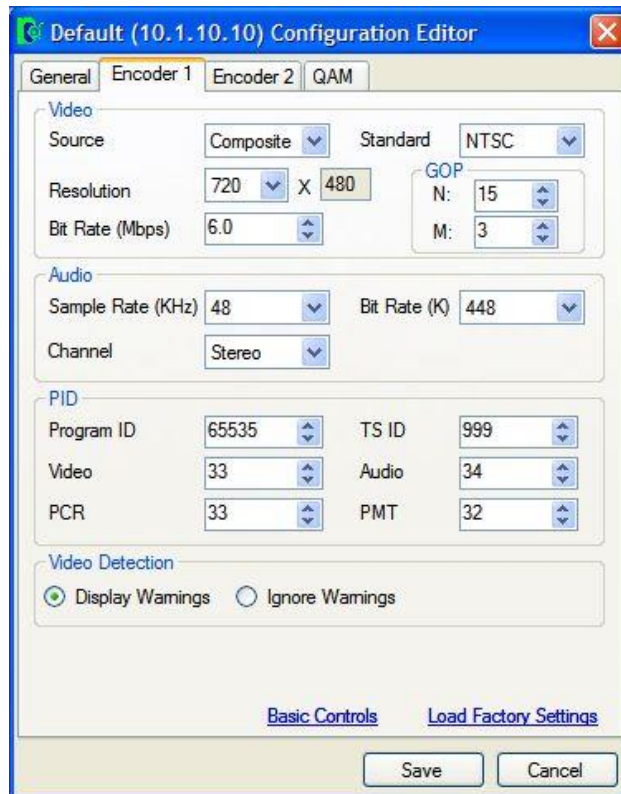 Default (10.1.10.10) Configuration Editor
General Encoder 1 Encoder 2 QAM
Video
Source Composite Standard NTSC
Resolution 720 X 480
GOP
N: 15
Bit Rate (Mbps) 6.0
M: 3
Audio
Sample Rate (KHz) 48 Bit Rate (K) 448
Channel Stereo
PID
Program ID 65535 TS ID 999
Video 33 Audio 34
PCR 33 PMT 32
Video Detection
Display Warnings Ignore Warnings
Basic Controls Load Factory Settings
Save Cancel